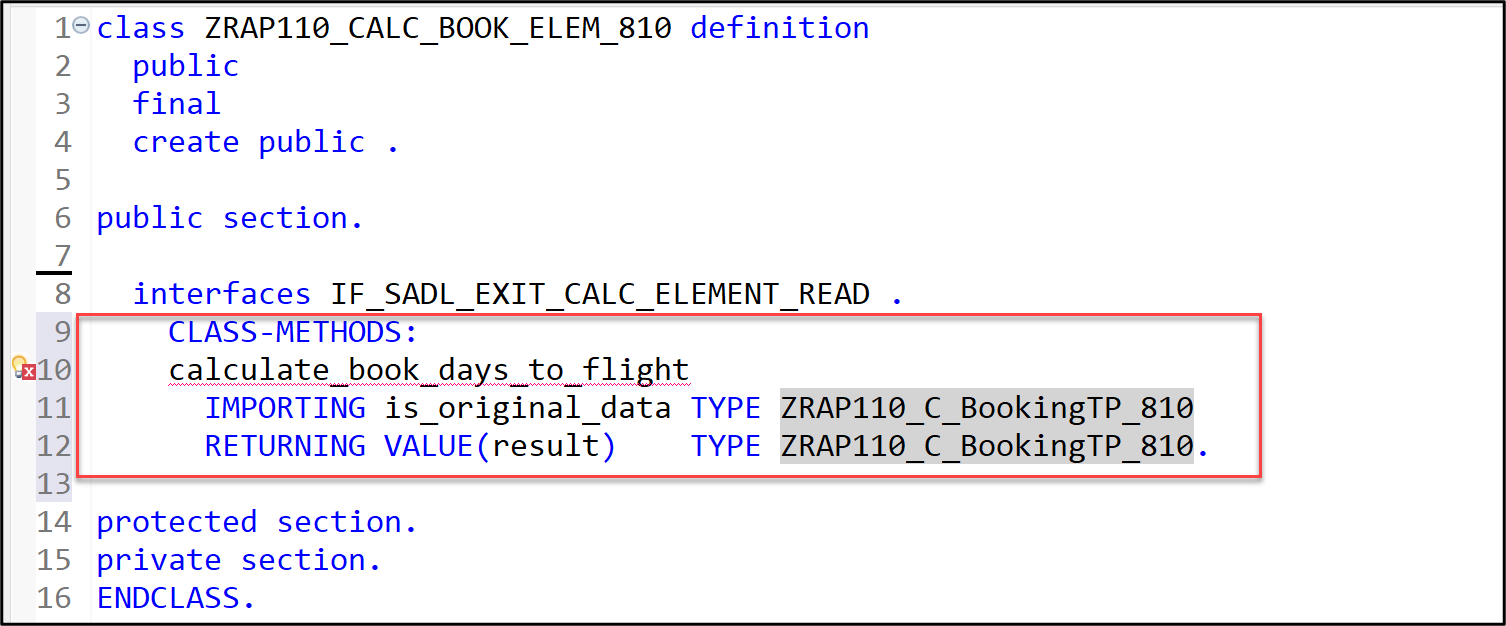 1 class ZRAP110_CALC_BOOK_ELEM_810 definition
2 public
3 final
4 create public .
5
6 public section.
7
8 interfaces IF_SADL_EXIT_CALC_ELEMENT_READ .
9 CLASS-METHODS:
10 calculate_book_days_to_flight
11 IMPORTING is_original_data TYPE ZRAP110_C_BookingTP_810
12 RETURNING VALUE(result) TYPE ZRAP110_C_BookingTP_810.
13
14 protected section.
15 private section.
16 ENDCLASS.